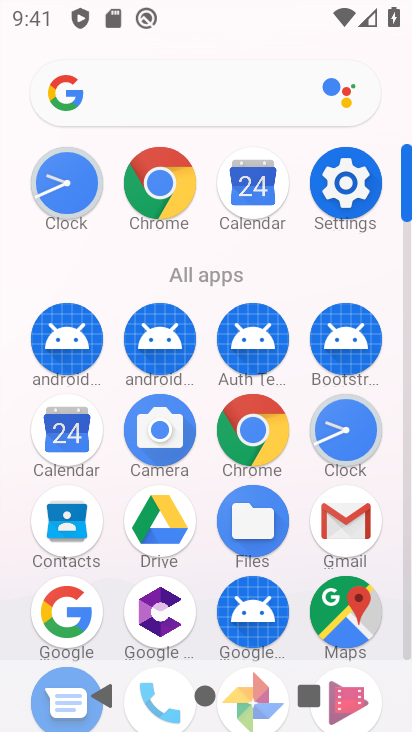 9:41
Clock Chrome Calendar Settings
24
All apps
android... android... Auth Te... Bootstr...
24
Calendar Camera Chrome Clock
Contacts Drive Files Gmail
Google Google ... Google... Maps